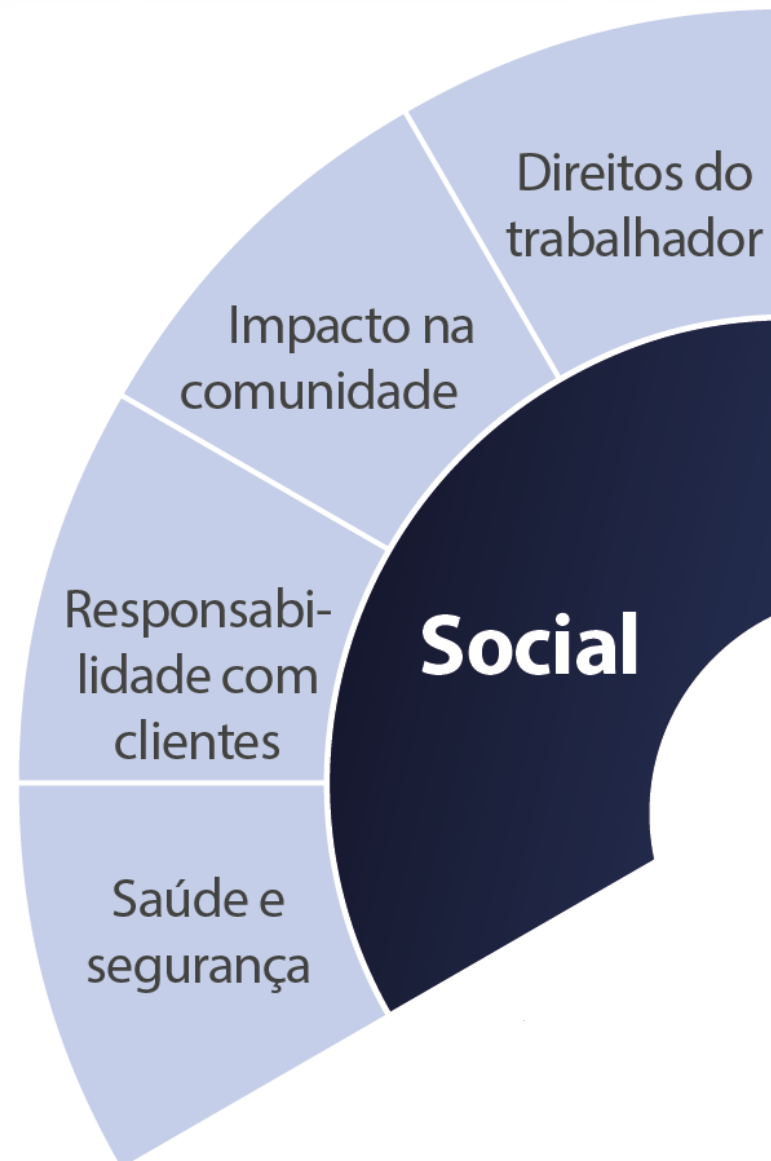 Direitos do
trabalhador
Impacto na
comunidade
Responsabi-
lidade com
clientes
Social
Saúde e
segurança